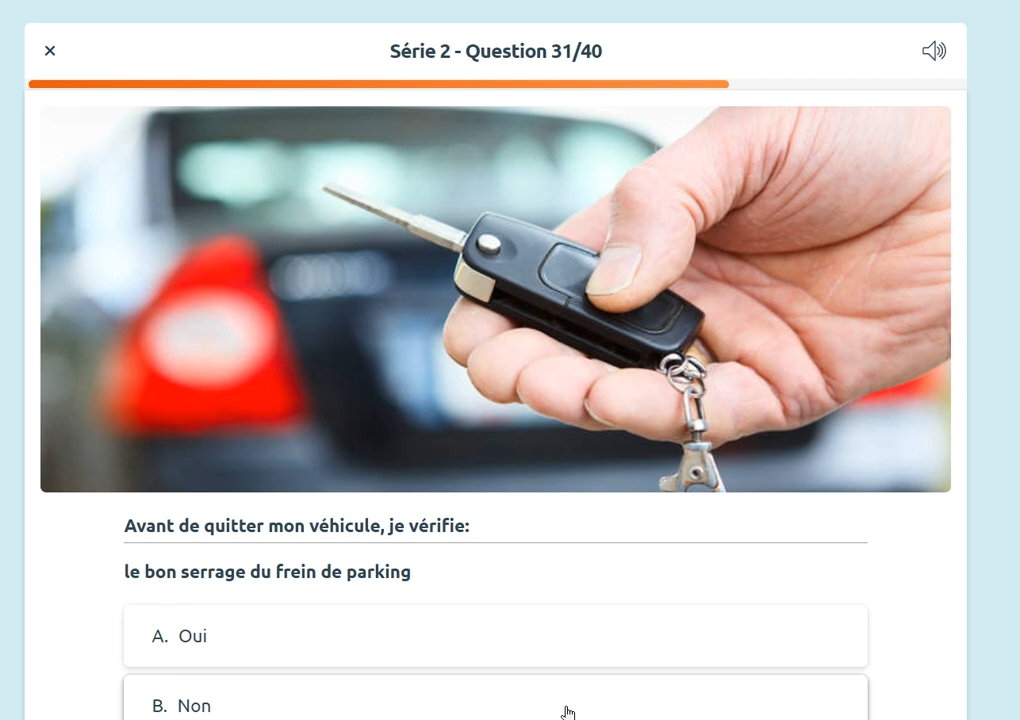 Série 2 - Question 31/40
Avant de quitter mon véhicule, je vérifie:
le bon serrage du frein de parking
A. Oui
B. Non